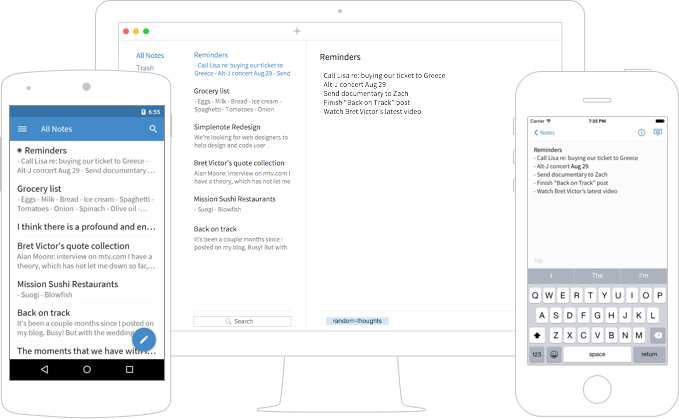 6:55
All Notes
Reminders
- Call Lisa re: buying our ticket to Greece -
Alt-J concert Aug 29 - Send documentary ...
Grocery list
- Eggs - Milk - Bread - Ice cream - Spaghetti -
Tomatoes - Onion - Spinach - Olive oil - ...
I think there is a profound and en...
Bret Victor's quote collection
Alan Moore: interview on mtv.com I have a
theory, which has not let me down so far,...
Mission Sushi Restaurants
- Suogi - Blowfish
Back on track
It's been a couple months since I posted on
my blog. Busy! But with the wedding
The moments that we have with f...
All Notes
Trash
Reminders
- Call Lisa re: buying our ticket to
Greece - Alt-J concert Aug 29 - Send
Grocery list
- Eggs - Milk - Bread - Ice cream -
Spaghetti - Tomatoes - Onion
Simplenote Redesign
We're looking for web designers to
help design and code user
Bret Victor's quote collection
Alan Moore: interview on mtv.com I
have a theory, which has not let me
Mission Sushi Restaurants
- Suogi - Blowfish
Back on track
It's been a couple months since I
posted on my blog. Busy! But with
Search
Reminders
- Call Lisa re: buying our ticket to Greece
- Alt-J concert Aug 29
- Send documentary to Zach
- Finish "Back on Track" post
- Watch Bret Victor's latest video
random-thoughts
Carrier
7:33 PM
Notes
Reminders
- Call Lisa re: buying our ticket to Greece
- Alt-J concert Aug 29
- Send documentary to Zach
- Finish "Back on Track" post
- Watch Bret Victor's latest video
Tag...
I The I'm
Q W E R T Y U I O P
A S D F G H J K L
Z X C V B N M
123 space return